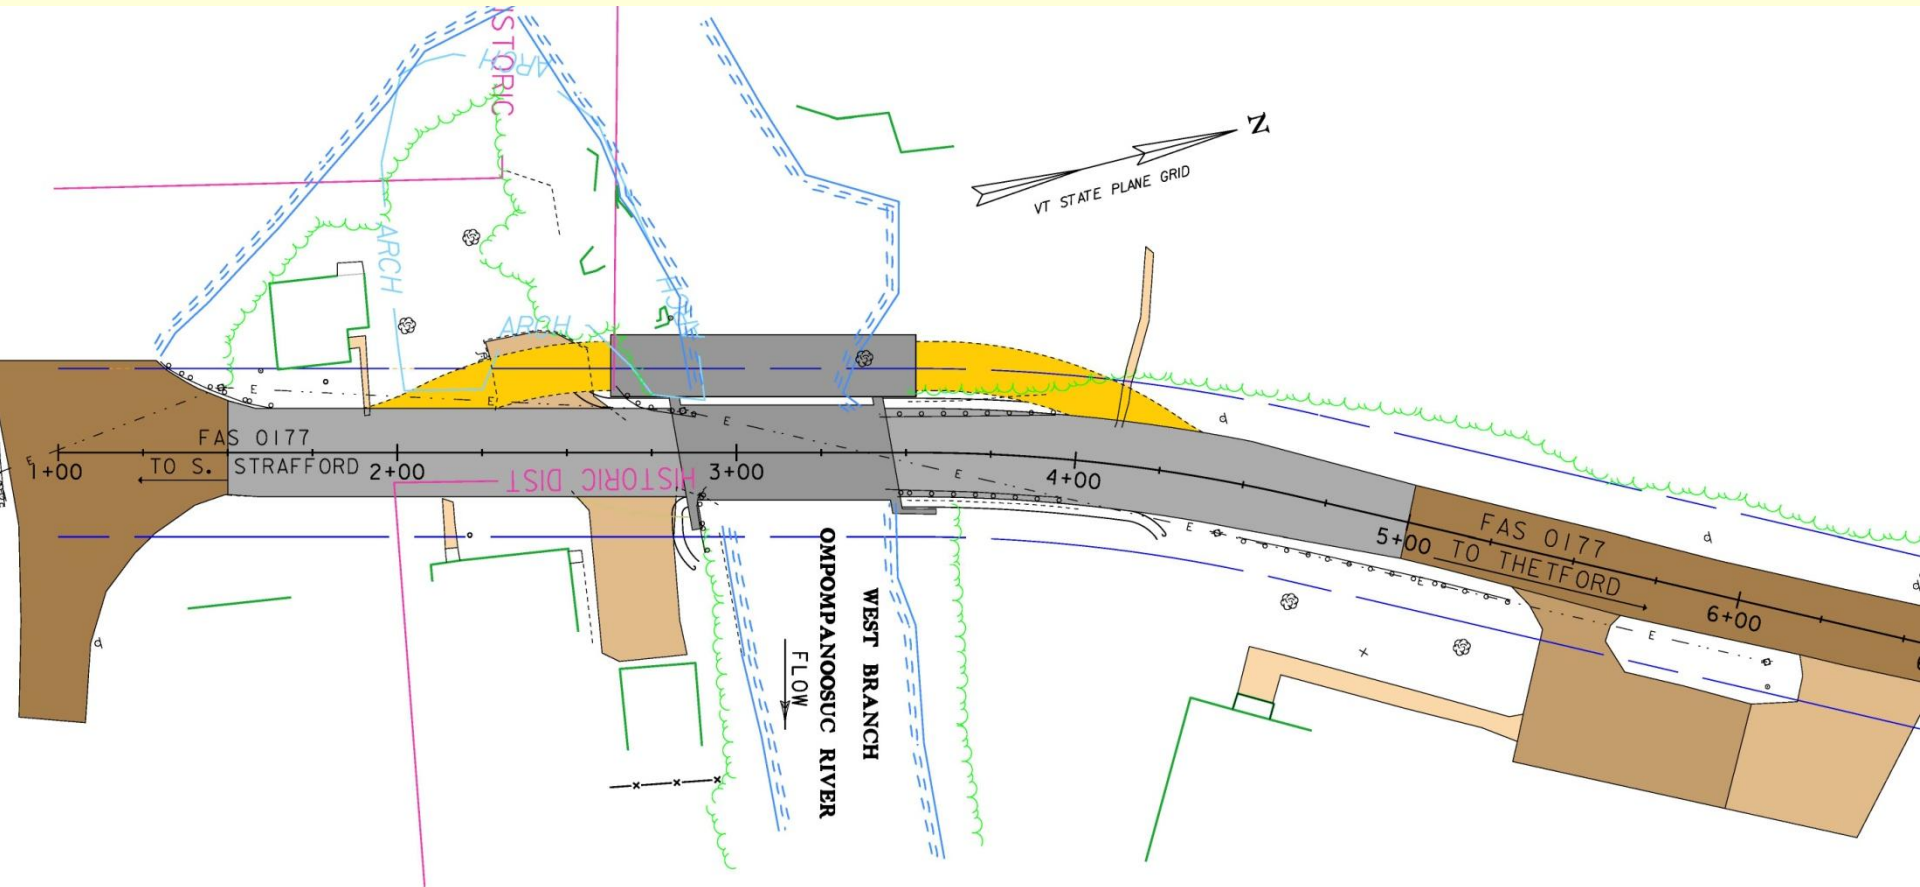 HISTORIC
ARCH
N
VT STATE PLANE GRID
ARCH
ARCH
ARCH
E
E
E
E
E
E
E
E
E
d
d
d
d
FAS 0177
TO S. STRAFFORD
1+00
2+00
3+00
4+00
5+00
6+00
HISTORIC DIST
FAS 0177
TO THETFORD
WEST BRANCH
OMPOMPANOOSUC RIVER
FLOW